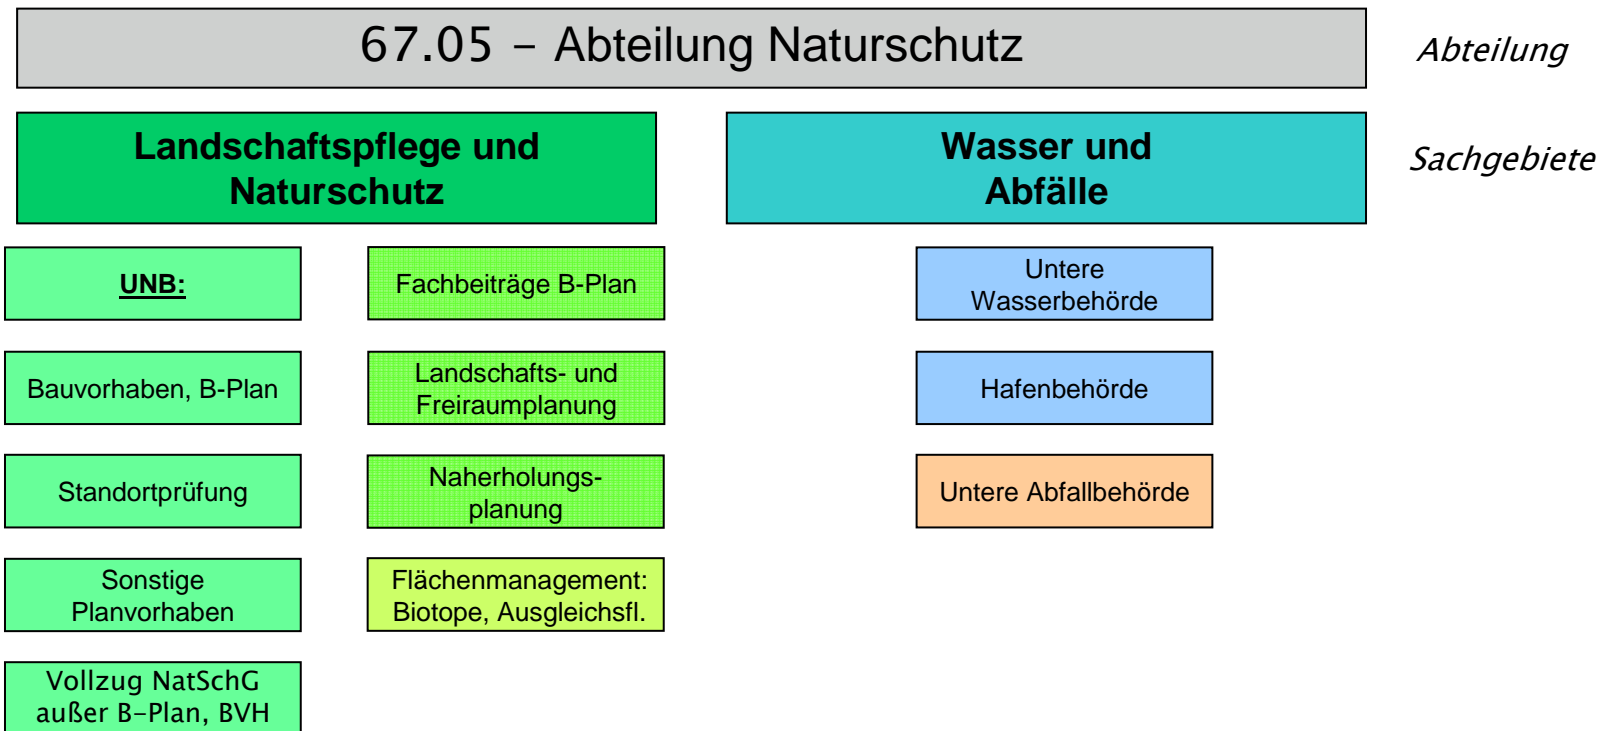 67.05 – Abteilung Naturschutz
Abteilung
Landschaftspflege und
Naturschutz
Wasser und
Abfälle
Sachgebiete
UNB:
Fachbeiträge B-Plan
Untere
Wasserbehörde
Bauvorhaben, B-Plan
Landschafts- und
Freiraumplanung
Hafenbehörde
Standortprüfung
Naherholungs-
planung
Untere Abfallbehörde
Sonstige
Planvorhaben
Flächenmanagement:
Biotope, Ausgleichsfl.
Vollzug NatSchG
außer B-Plan, BVH